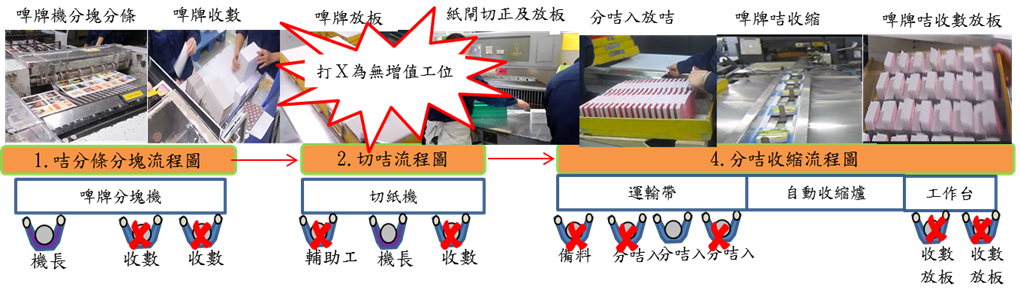 啤牌機分塊分條
啤牌收數
啤牌放板
紙閘切正及放板
分咭入放咭
啤牌咭收縮
啤牌咭收數放板
打X為無增值工位
1.咭分條分塊流程圖
2.切咭流程圖
4.分咭收縮流程圖
啤牌分塊機
切紙機
運輸帶
自動收縮爐
工作台
機長
收數
收數
輔助工
機長
收數
備料
分咭入
分咭入
分咭入
收數
放板
收數
放板